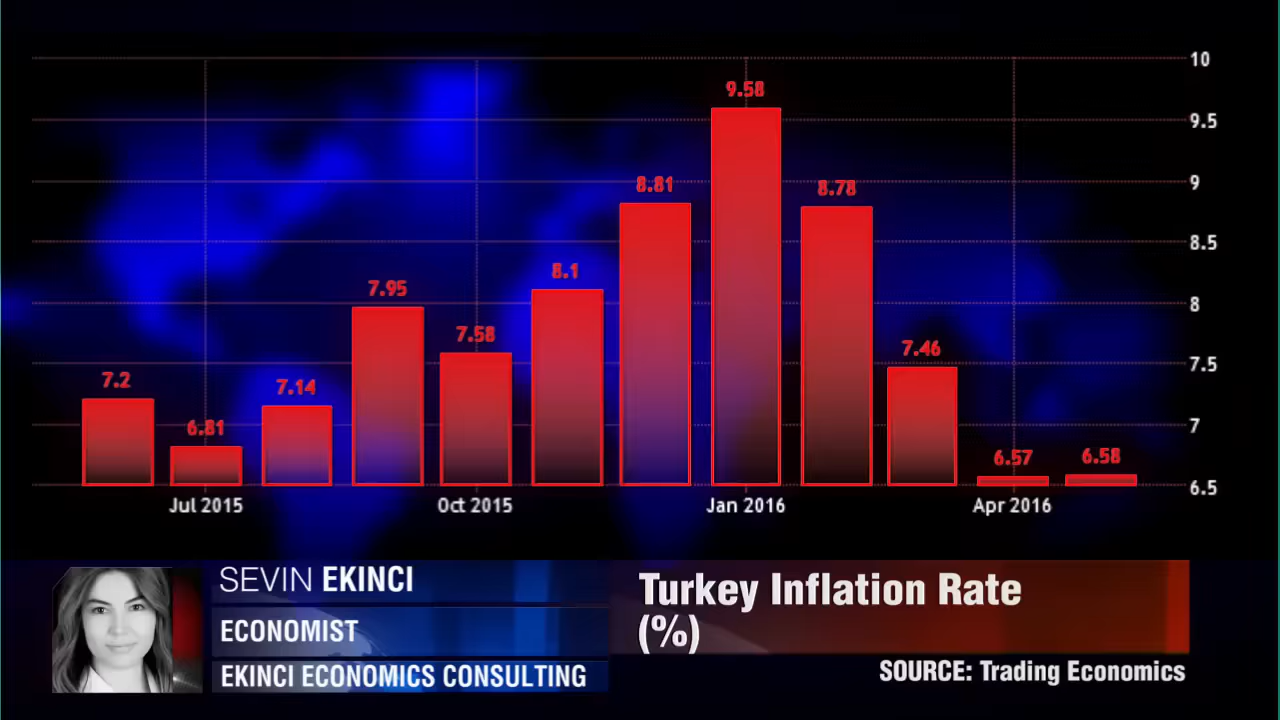 10
9.58
9.5
9
8.81
8.78
8.5
8.1
8
7.95
7.58
7.5
7.46
7.2
7.14
7
6.81
6.57
6.58
6.5
Jul 2015
Oct 2015
Jan 2016
Apr 2016
SEVIN EKINCI
ECONOMIST
EKINCI ECONOMICS CONSULTING
Turkey Inflation Rate
(%)
SOURCE: Trading Economics